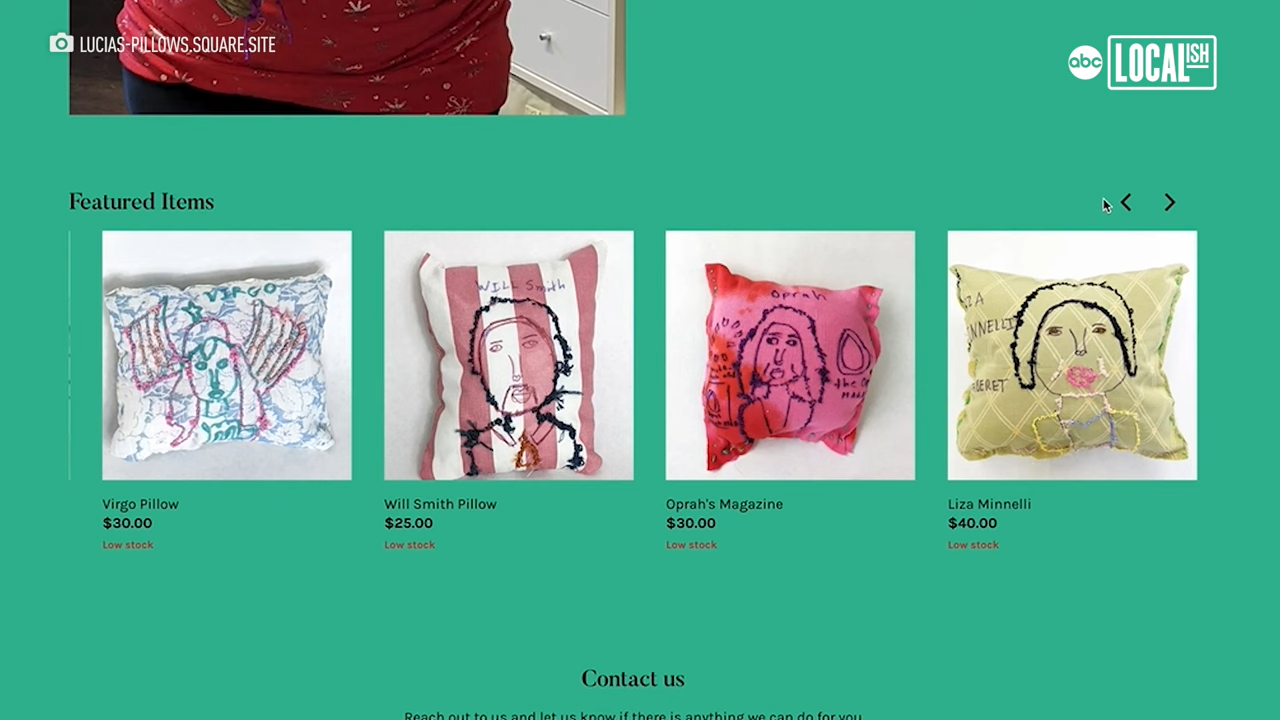 LUCIAS-PILLOWS.SQUARE.SITE
abc LOCALISH
Featured Items
VIRGO
WILL Smith
Oprah
the
Virgo Pillow
$30.00
Low stock
Will Smith Pillow
$25.00
Low stock
Oprah's Magazine
$30.00
Low stock
Liza Minnelli
$40.00
Low stock
Contact us
Reach out to us and let us know if there is anything we can do for you.